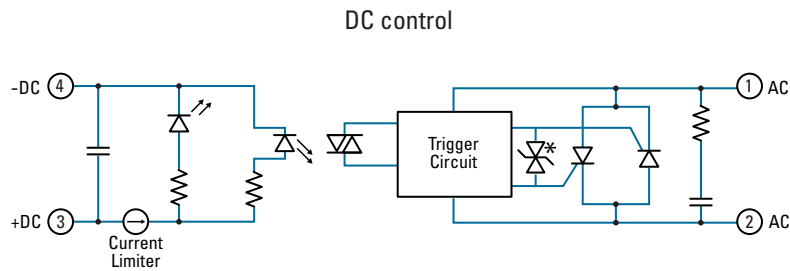 DC control
-DC 4
1 AC
Trigger
Circuit
*
+DC 3
2 AC
Current
Limiter